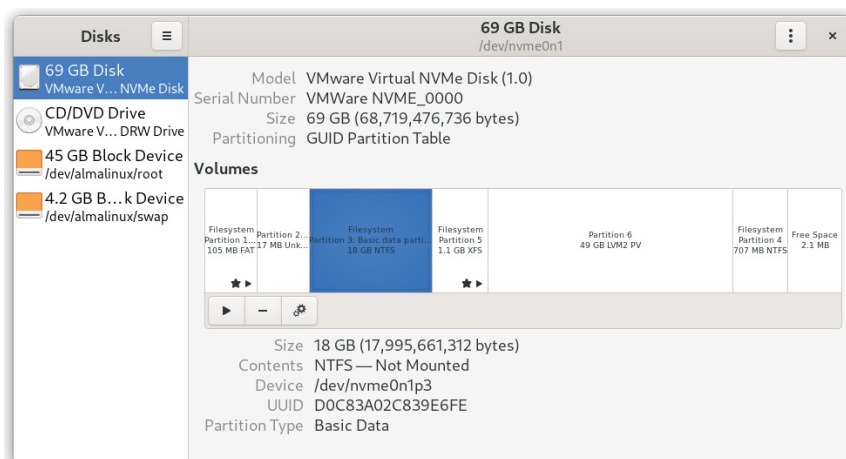 Disks
69 GB Disk
/dev/nvme0n1
69 GB Disk
VMware V... NVMe Disk
CD/DVD Drive
VMware V... DRW Drive
45 GB Block Device
/dev/almalinux/root
4.2 GB B...k Device
/dev/almalinux/swap
Model VMware Virtual NVMe Disk (1.0)
Serial Number VMWare NVME_0000
Size 69 GB (68,719,476,736 bytes)
Partitioning GUID Partition Table
Volumes
Filesystem
Partition 1...
105 MB FAT
Partition 2...
17 MB Unk...
Filesystem
Partition 3: Basic data parti...
18 GB NTFS
Filesystem
Partition 5
1.1 GB XFS
Partition 6
49 GB LVM2 PV
Filesystem
Partition 4
707 MB NTFS
Free Space
2.1 MB
Size 18 GB (17,995,661,312 bytes)
Contents NTFS — Not Mounted
Device /dev/nvme0n1p3
UUID D0C83A02C839E6FE
Partition Type Basic Data